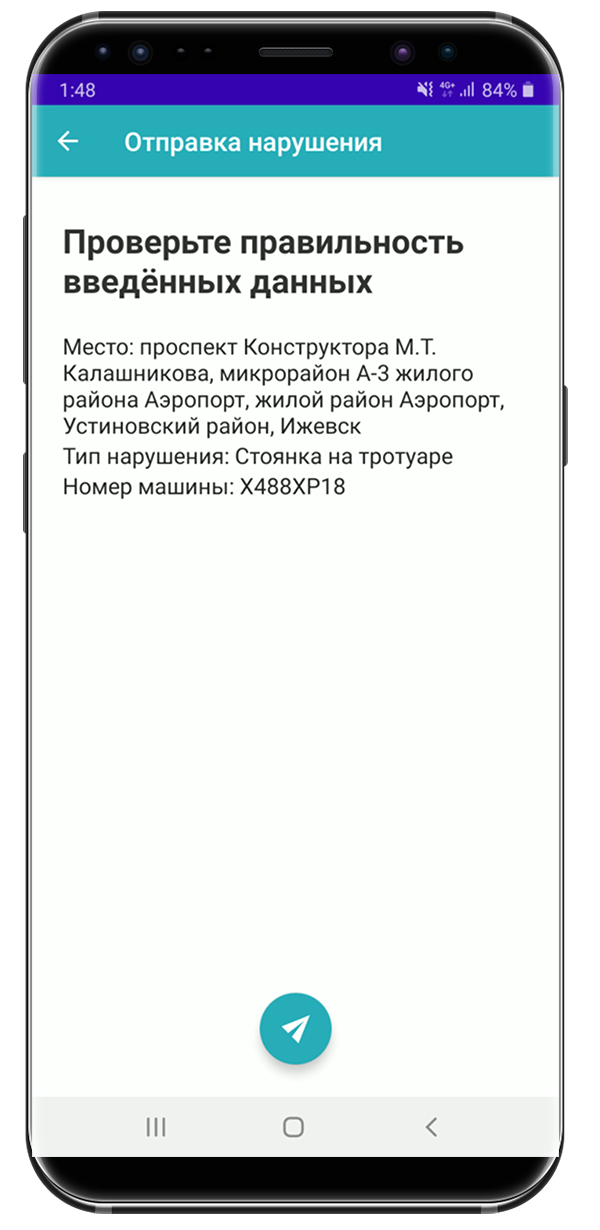 1:48 4G+ 84%
Отправка нарушения
Проверьте правильность
введённых данных
Место: проспект Конструктора М.Т.
Калашникова, микрорайон А-3 жилого
района Аэропорт, жилой район Аэропорт,
Устиновский район, Ижевск
Тип нарушения: Стоянка на тротуаре
Номер машины: Х488ХР18